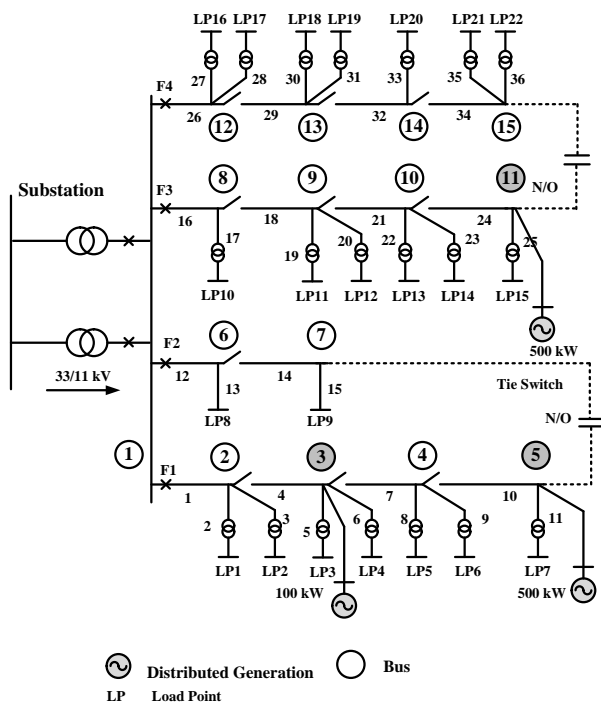 LP16 LP17 LP18 LP19 LP20 LP21 LP22
27 28 30 31 33 35 36
F4
26 29 32 34
12 13 14 15
Substation
F3 8 9 10 11 N/O
16 18 21 24
17 19 20 22 23 25
LP10 LP11 LP12 LP13 LP14 LP15
500 kW
F2 6 7
12 14
33/11 kV 13 15
Tie Switch
LP8 LP9
N/O
1 2 3 4 5
F1
1 4 7 10
2 3 5 6 8 9 11
LP1 LP2 LP3 LP4 LP5 LP6 LP7
100 kW 500 kW
Distributed Generation Bus
LP Load Point